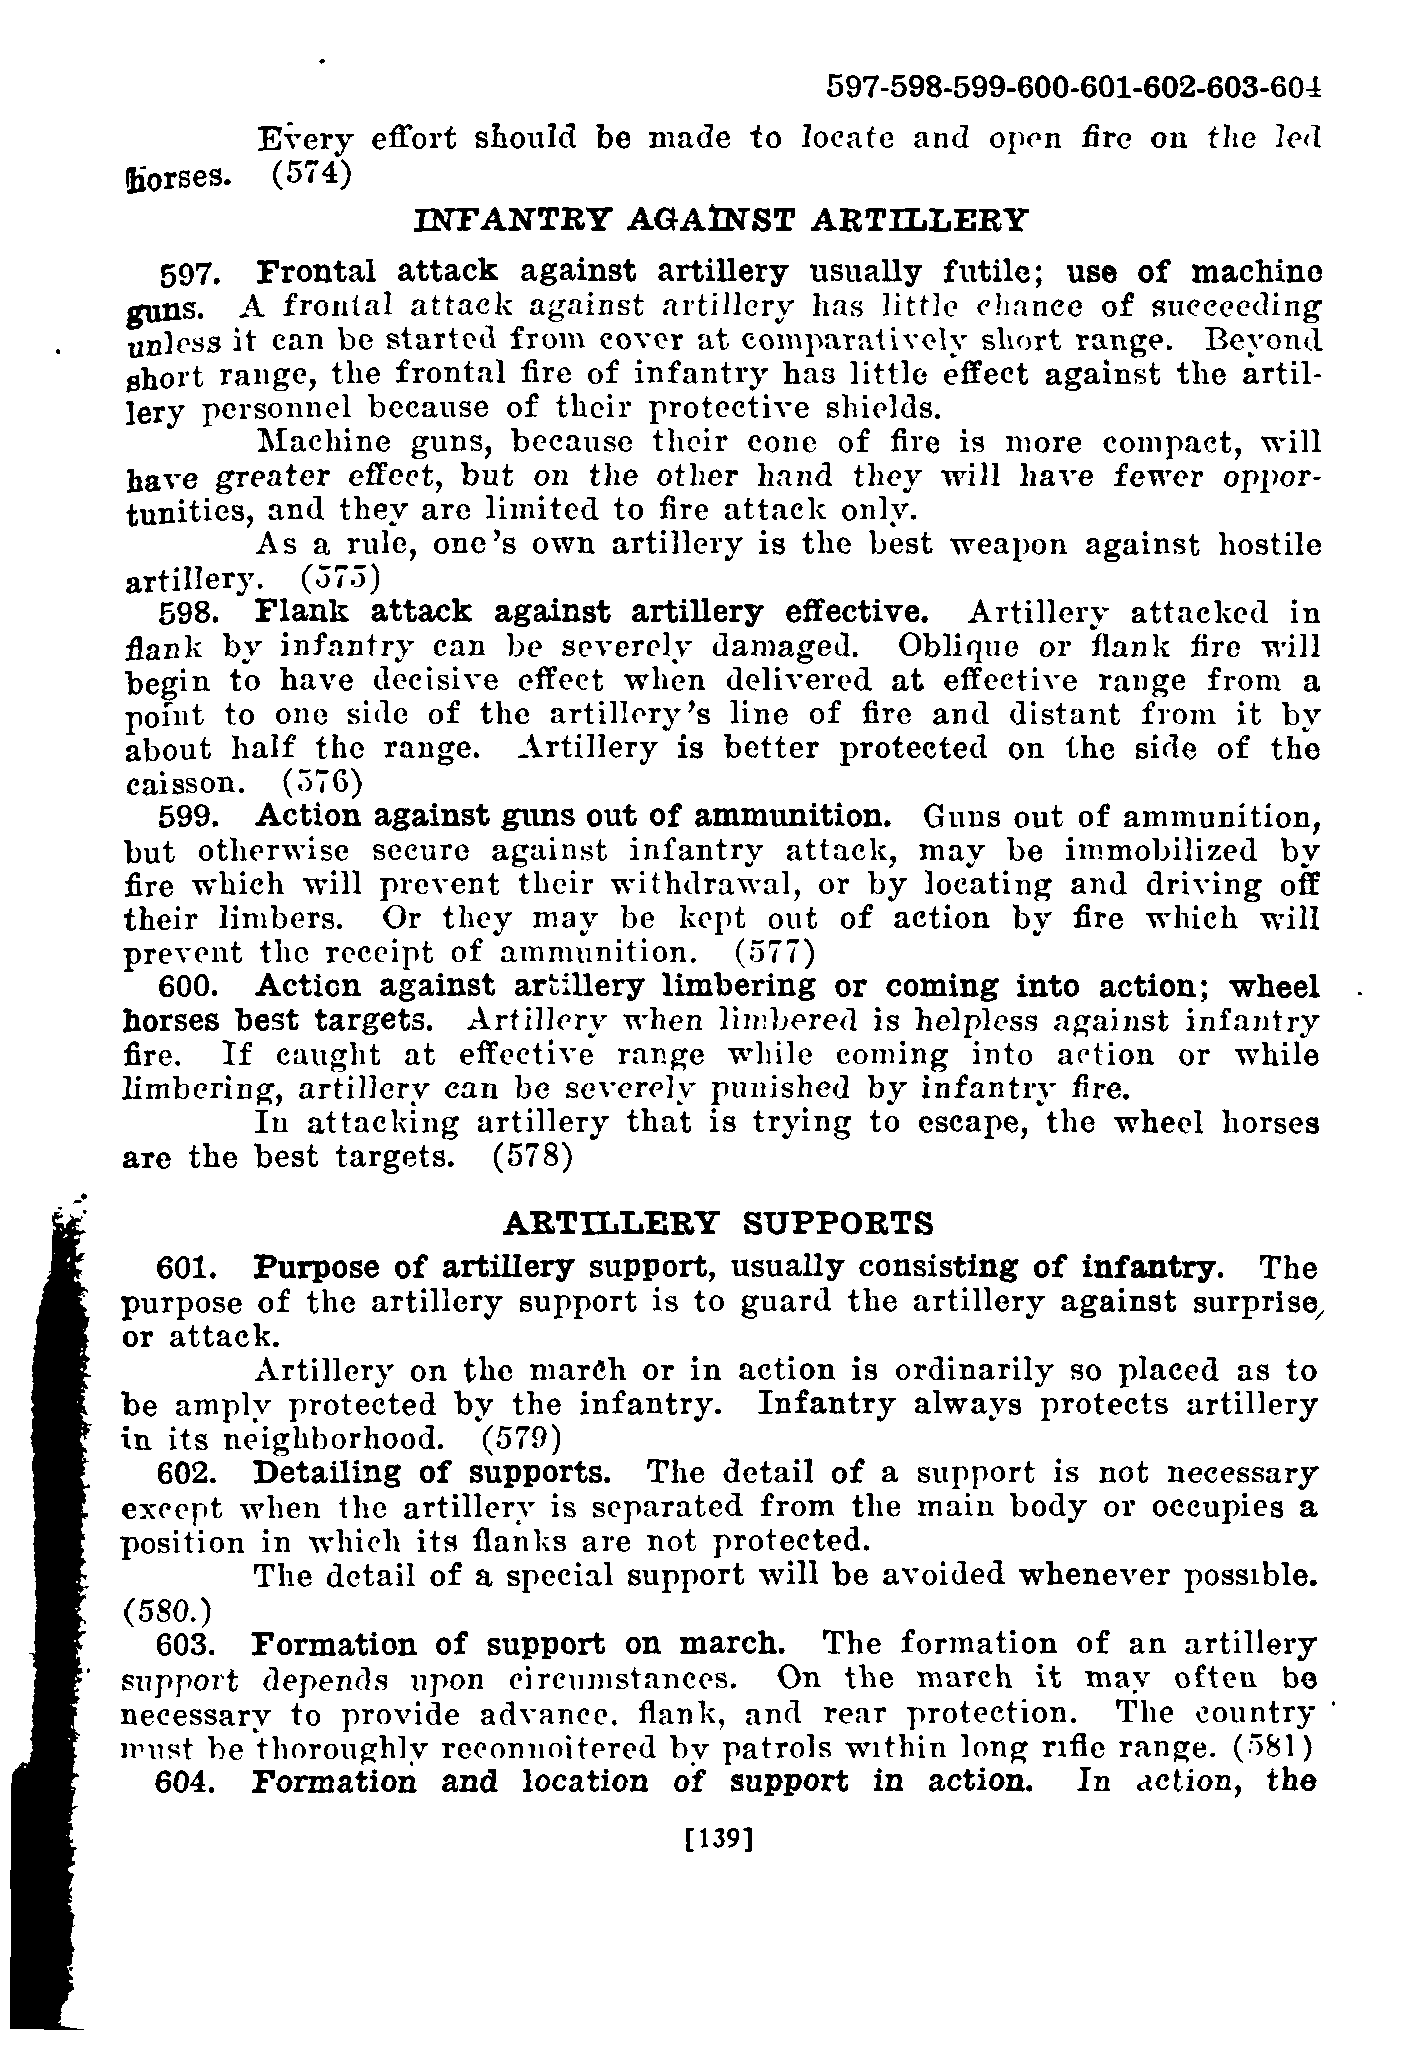 597-598-599-600-601-602-603-604
Every effort should be made to locate and open fire on the led
horses. (574)
INFANTRY AGAINST ARTILLERY
597. Frontal attack against artillery usually futile; use of machine
guns. A frontal attack against artillery has little chance of succeeding
unless it can be started from cover at comparatively short range. Beyond
short range, the frontal fire of infantry has little effect against the artil-
lery personnel because of their protective shields.
Machine guns, because their cone of fire is more compact, will
have greater effect, but on the other hand they will have fewer oppor-
tunities, and they are limited to fire attack only.
As a rule, one's own artillery is the best weapon against hostile
artillery. (575)
598. Flank attack against artillery effective. Artillery attacked in
flank by infantry can be severely damaged. Oblique or flank fire will
begin to have decisive effect when delivered at effective range from a
point to one side of the artillery's line of fire and distant from it by
about half the range. Artillery is better protected on the side of the
caisson. (576)
599. Action against guns out of ammunition. Guns out of ammunition,
but otherwise secure against infantry attack, may be immobilized by
fire which will prevent their withdrawal, or by locating and driving off
their limbers. Or they may be kept out of action by fire which will
prevent the receipt of ammunition. (577)
600. Action against artillery limbering or coming into action; wheel
horses best targets. Artillery when limbered is helpless against infantry
fire. If caught at effective range while coming into action or while
limbering, artillery can be severely punished by infantry fire.
In attacking artillery that is trying to escape, the wheel horses
are the best targets. (578)
ARTILLERY SUPPORTS
601. Purpose of artillery support, usually consisting of infantry. The
purpose of the artillery support is to guard the artillery against surprise,
or attack.
Artillery on the march or in action is ordinarily so placed as to
be amply protected by the infantry. Infantry always protects artillery
in its neighborhood. (579)
602. Detailing of supports. The detail of a support is not necessary
except when the artillery is separated from the main body or occupies a
position in which its flanks are not protected.
The detail of a special support will be avoided whenever possible.
(580.)
603. Formation of support on march. The formation of an artillery
support depends upon circumstances. On the march it may often be
necessary to provide advance, flank, and rear protection. The country
must be thoroughly reconnoitered by patrols within long rifle range. (581)
604. Formation and location of support in action. In action, the
[139]